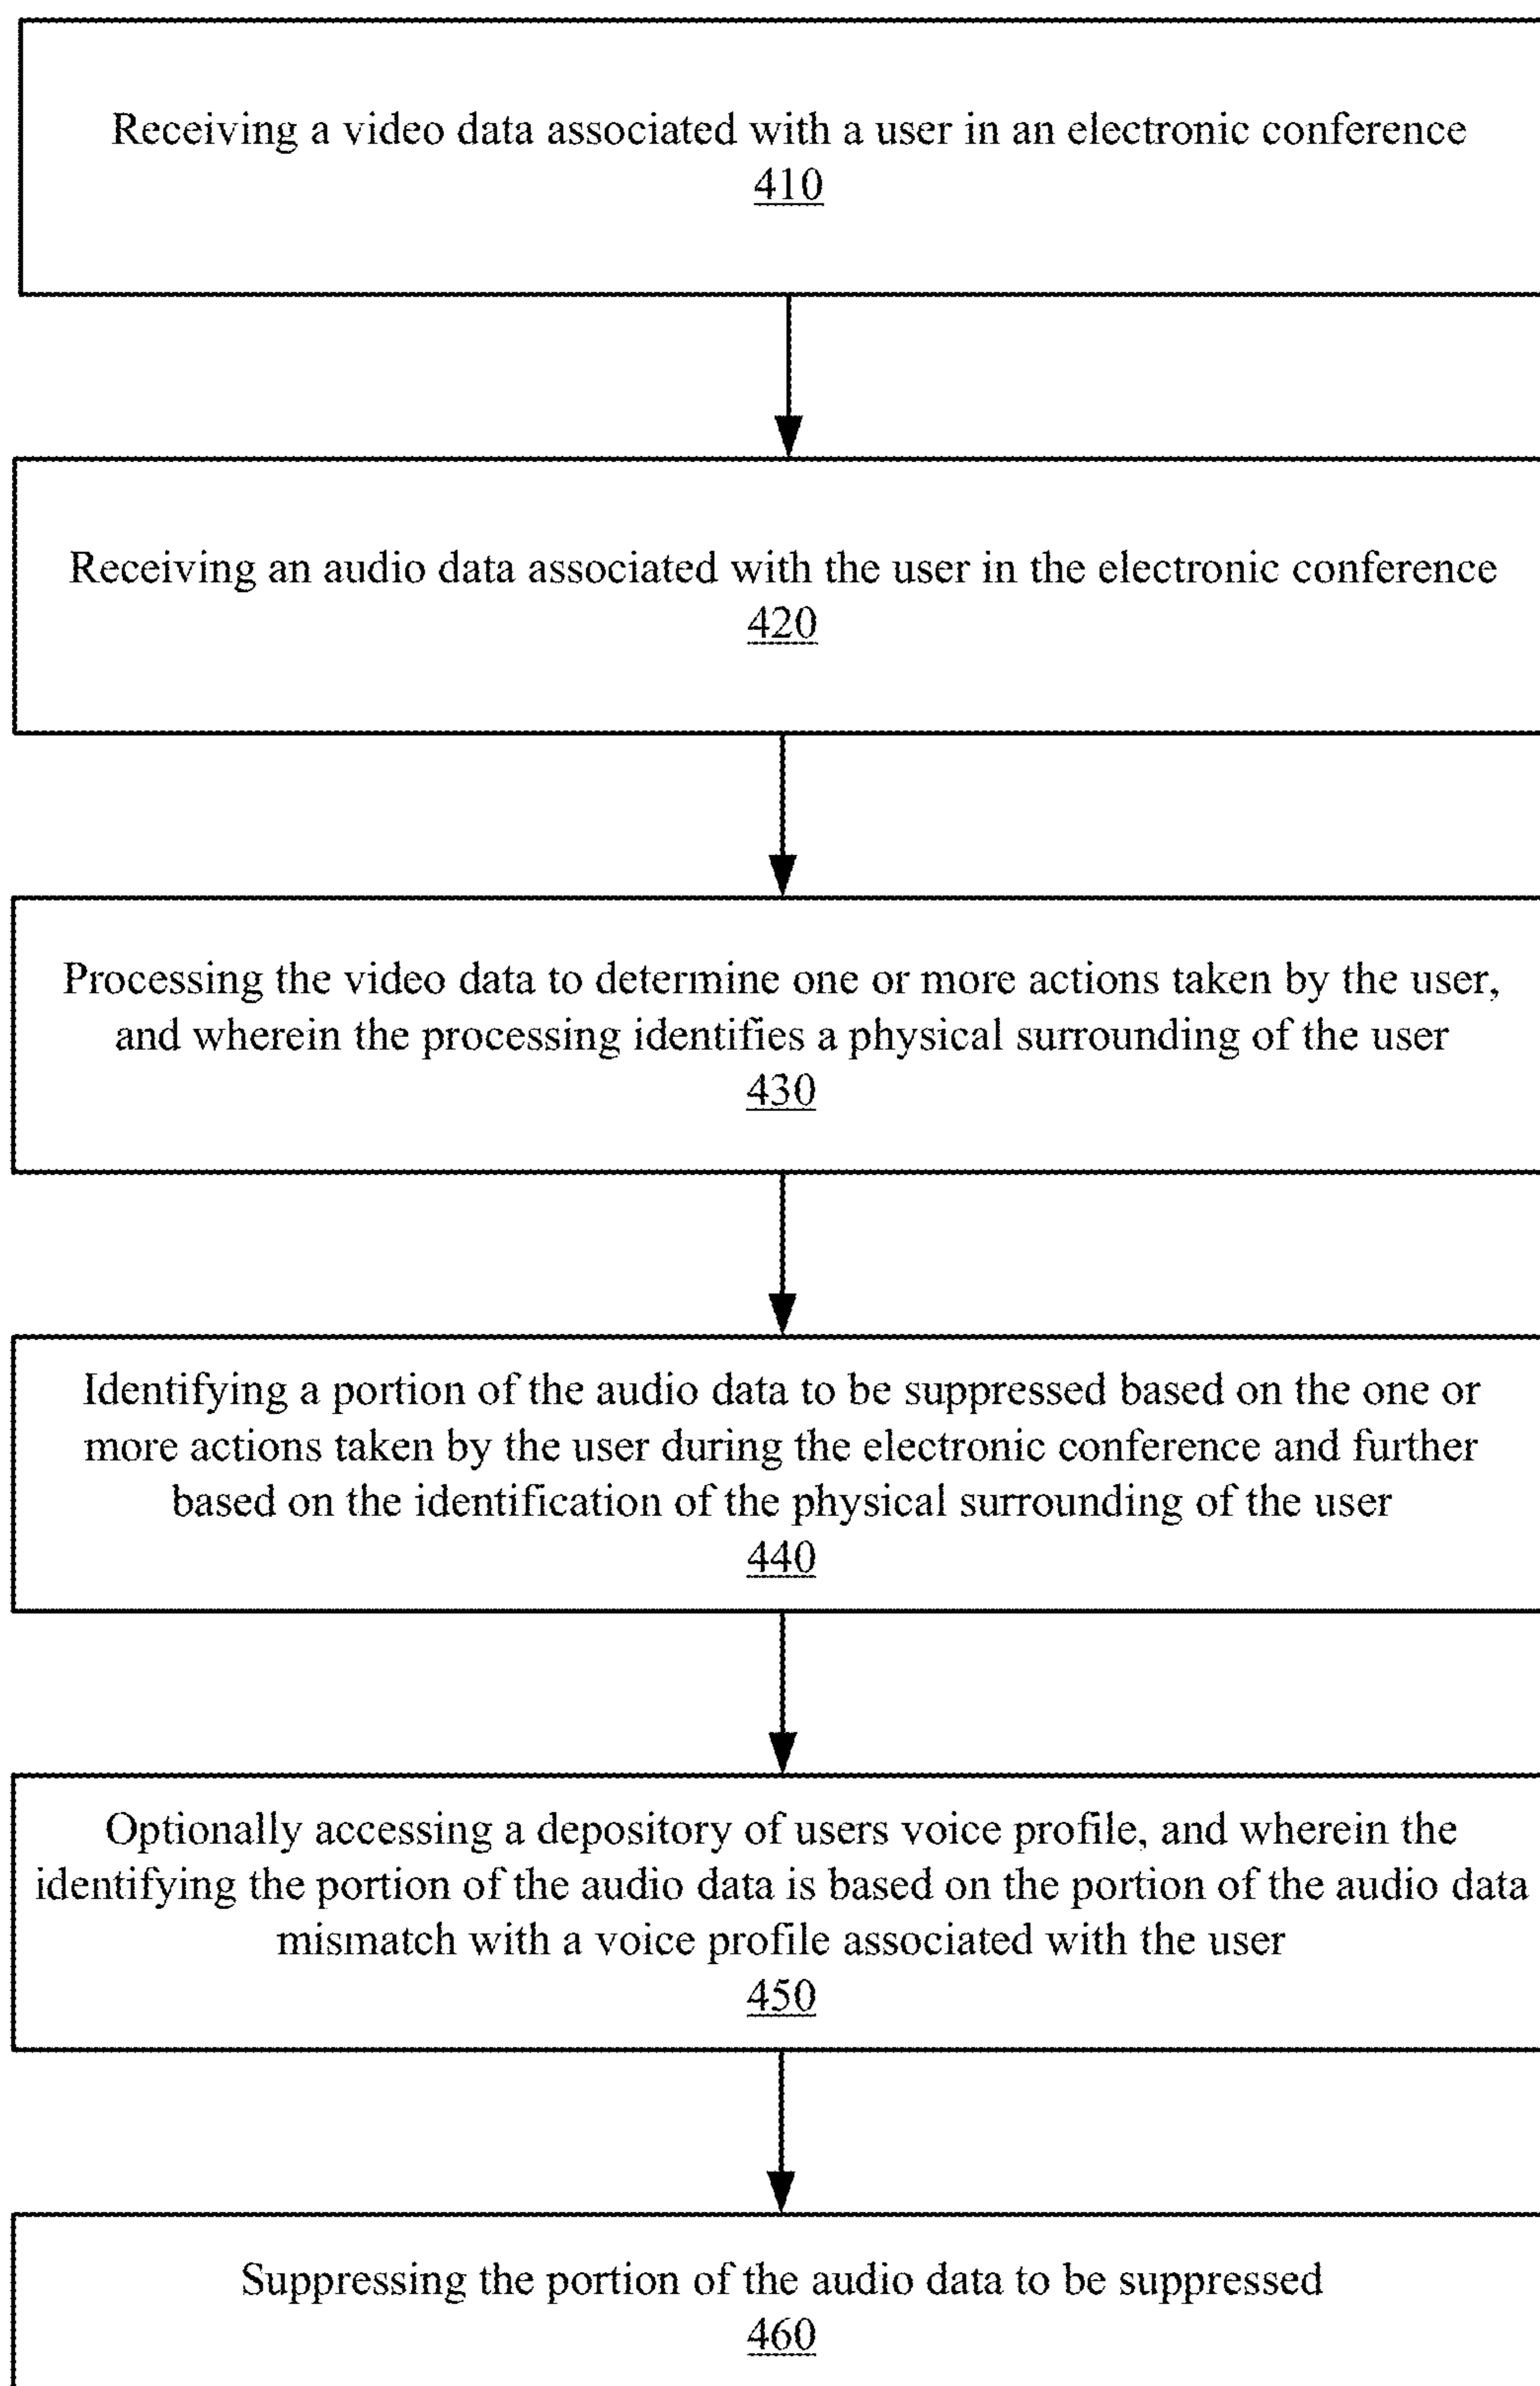 Receiving a video data associated with a user in an electronic conference
410
Receiving an audio data associated with the user in the electronic conference
420
Processing the video data to determine one or more actions taken by the user,
and wherein the processing identifies a physical surrounding of the user
430
Identifying a portion of the audio data to be suppressed based on the one or
more actions taken by the user during the electronic conference and further
based on the identification of the physical surrounding of the user
440
Optionally accessing a depository of users voice profile, and wherein the
identifying the portion of the audio data is based on the portion of the audio data
mismatch with a voice profile associated with the user
450
Suppressing the portion of the audio data to be suppressed
460